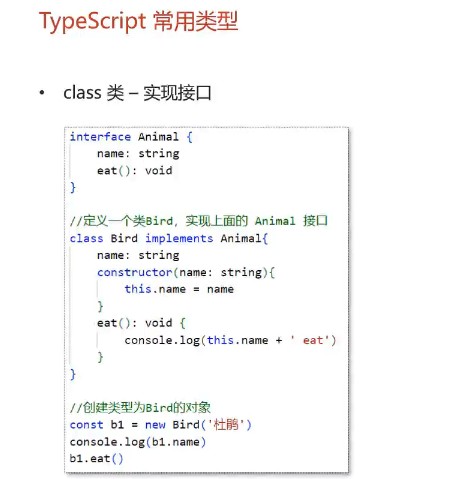 TypeScript 常用类型
• class 类 – 实现接口
interface Animal {
    name: string
    eat(): void
}

//定义一个类Bird, 实现上面的 Animal 接口
class Bird implements Animal{
    name: string
    constructor(name: string){
        this.name = name
    }
    eat(): void {
        console.log(this.name + ' eat')
    }
}

//创建类型为Bird的对象
const b1 = new Bird('杜鹃')
console.log(b1.name)
b1.eat()